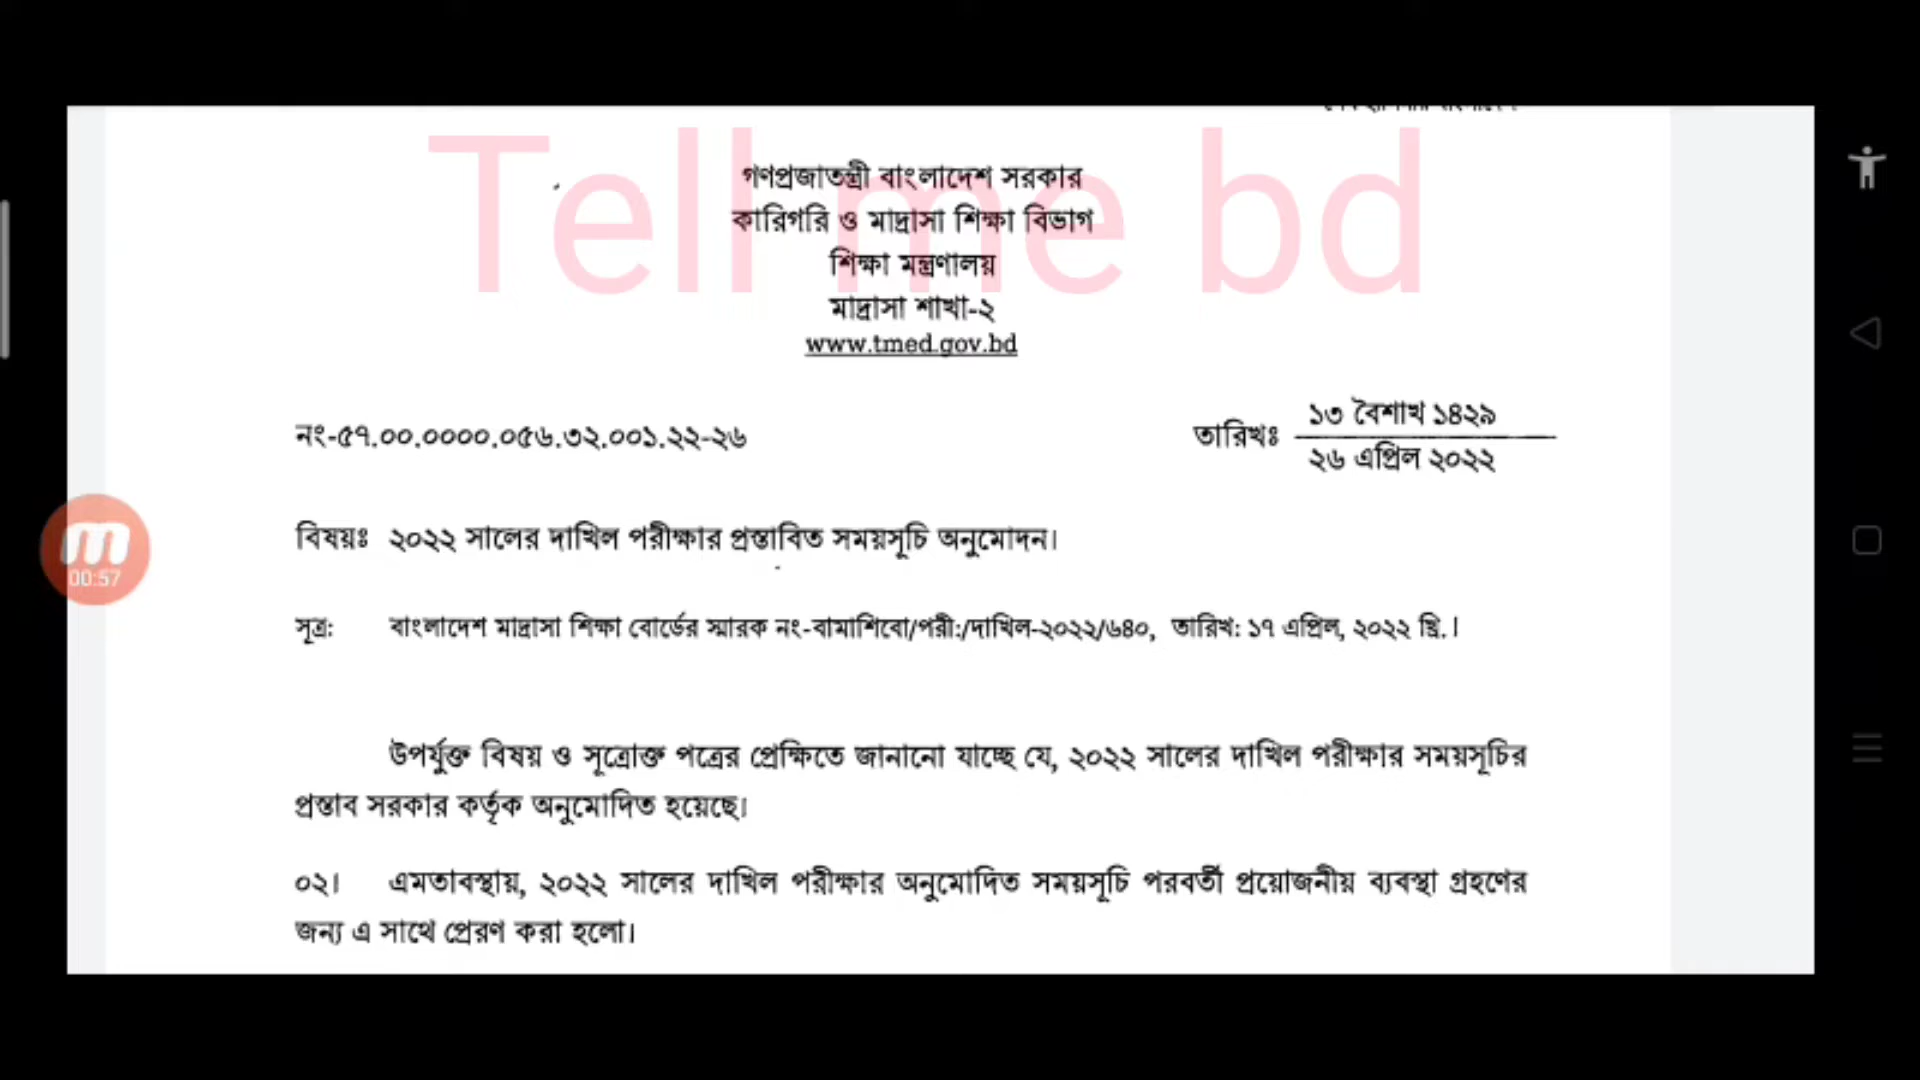 Tell me bd
গণপ্রজাতন্ত্রী বাংলাদেশ সরকার
কারিগরি ও মাদ্রাসা শিক্ষা বিভাগ
শিক্ষা মন্ত্রণালয়
মাদ্রাসা শাখা-২
www.tmed.gov.bd
নং-৫৭.০০.০০০০.০৫৬.৩২.০০১.২২-২৬
তারিখঃ ১৩ বৈশাখ ১৪২৯
২৬ এপ্রিল ২০২২
বিষয়ঃ ২০২২ সালের দাখিল পরীক্ষার প্রস্তাবিত সময়সূচি অনুমোদন।
00:57
সূত্র: বাংলাদেশ মাদ্রাসা শিক্ষা বোর্ডের স্মারক নং-বামাশিবো/পরী:/দাখিল-২০২২/৬৪০, তারিখ: ১৭ এপ্রিল, ২০২২ খ্রি.।
উপর্যুক্ত বিষয় ও সূত্রোক্ত পত্রের প্রেক্ষিতে জানানো যাচ্ছে যে, ২০২২ সালের দাখিল পরীক্ষার সময়সূচির
প্রস্তাব সরকার কর্তৃক অনুমোদিত হয়েছে।
০২। এমতাবস্থায়, ২০২২ সালের দাখিল পরীক্ষার অনুমোদিত সময়সূচি পরবর্তী প্রয়োজনীয় ব্যবস্থা গ্রহণের
জন্য এ সাথে প্রেরণ করা হলো।